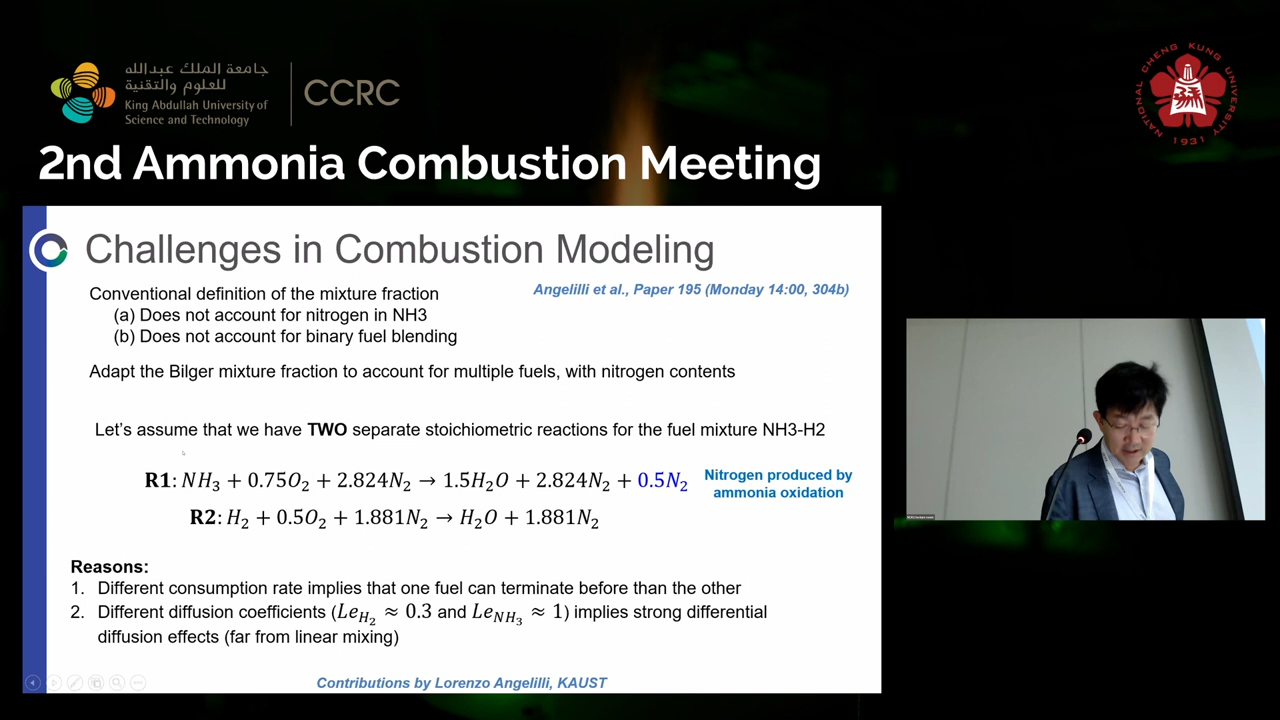 جامعة الملك عبدالله
للعلوم والتقنية
King Abdullah University of
Science and Technology
CCRC
NATIONAL CHENG KUNG UNIVERSITY
1931
2nd Ammonia Combustion Meeting
Challenges in Combustion Modeling
Conventional definition of the mixture fraction
Angelilli et al., Paper 195 (Monday 14:00, 304b)
(a) Does not account for nitrogen in NH3
(b) Does not account for binary fuel blending
Adapt the Bilger mixture fraction to account for multiple fuels, with nitrogen contents
Let's assume that we have TWO separate stoichiometric reactions for the fuel mixture NH3-H2
R1: NH₃ + 0.75O₂ + 2.824N₂ → 1.5H₂O + 2.824N₂ + 0.5N₂
Nitrogen produced by
ammonia oxidation
R2: H₂ + 0.5O₂ + 1.881N₂ → H₂O + 1.881N₂
Reasons:
1. Different consumption rate implies that one fuel can terminate before than the other
2. Different diffusion coefficients (Le_H₂ ≈ 0.3 and Le_NH₃ ≈ 1) implies strong differential
diffusion effects (far from linear mixing)
Contributions by Lorenzo Angelilli, KAUST